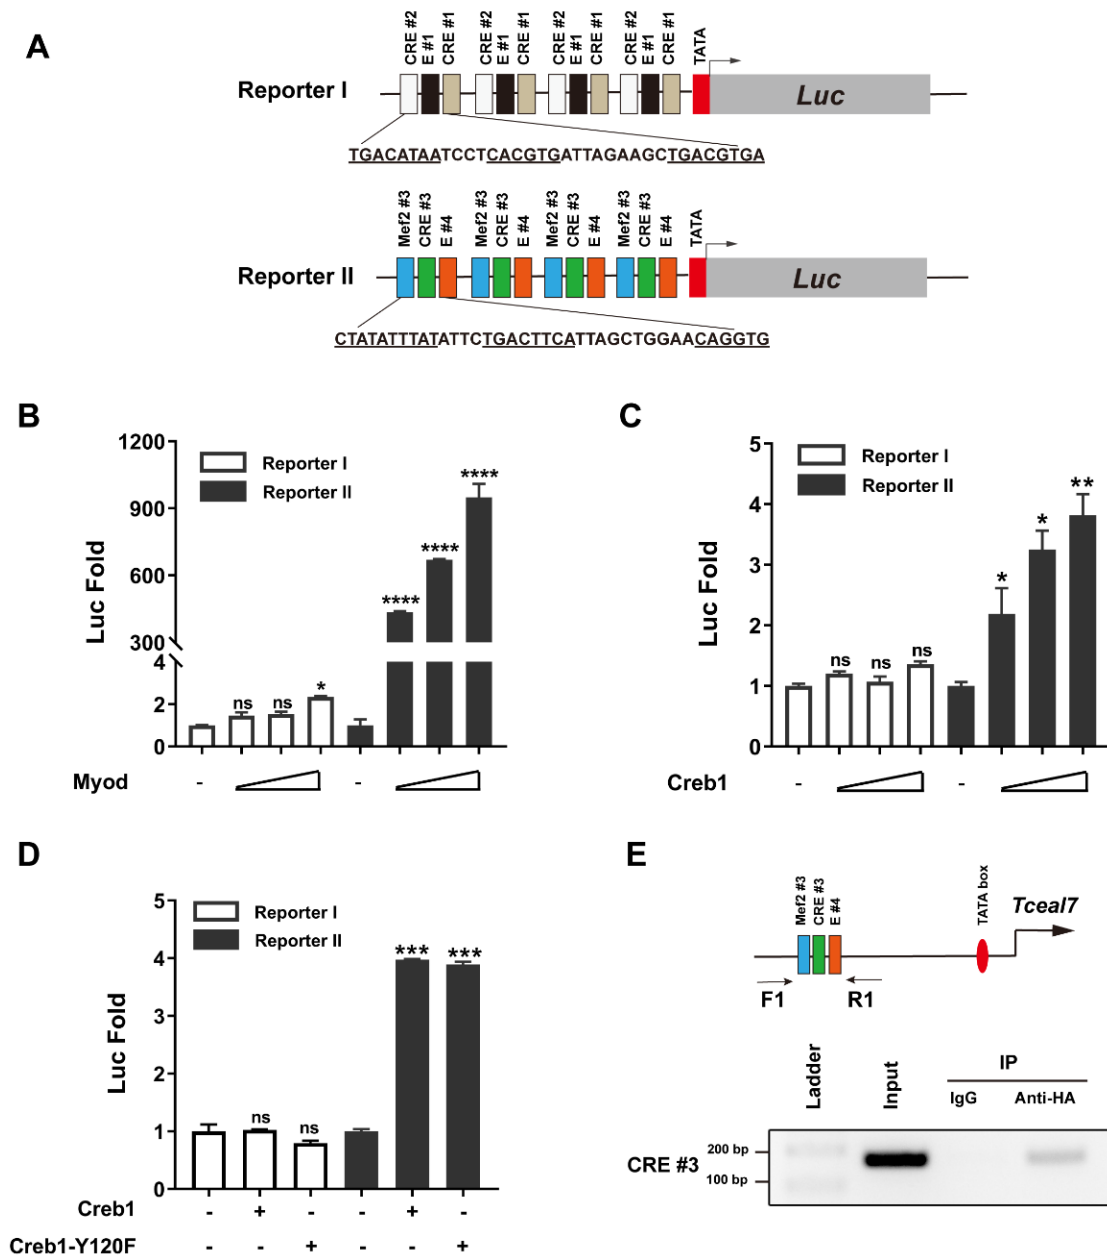 A
CRE #2 E #1 CRE #1 CRE #2 E #1 CRE #1 CRE #2 E #1 CRE #1 CRE #2 E #1 CRE #1 TATA
Reporter I
Luc
TGACATAATCCTCACGTGATTAGAAGCTGACGTGA
Mef2 #3 CRE #3 E #4 Mef2 #3 CRE #3 E #4 Mef2 #3 CRE #3 E #4 Mef2 #3 CRE #3 E #4 TATA
Reporter II
Luc
CTATATTTATATTCTGACTTCATTAGCTGGAACAGGTG
B
Luc Fold
1200
900
600
300
4
2
0
Reporter I
Reporter II
ns ns * **** **** ****
Myod - -
C
Luc Fold
5
4
3
2
1
0
Reporter I
Reporter II
ns ns ns * * **
Creb1 - -
D
Luc Fold
5
4
3
2
1
0
Reporter I
Reporter II
ns ns *** ***
Creb1 - + - - + -
Creb1-Y120F - - + - - +
E
Mef2 #3 CRE #3 E #4 TATA box
Tceal7
F1 R1
Ladder Input IP
IgG Anti-HA
CRE #3
200 bp
100 bp